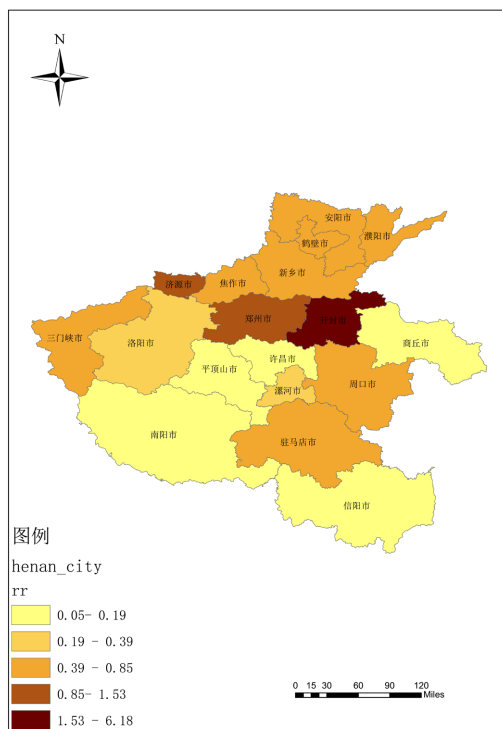 N
安阳市
鹤壁市
濮阳市
新乡市
焦作市
济源市
郑州市
开封市
三门峡市
洛阳市
商丘市
许昌市
平顶山市
漯河市
周口市
南阳市
驻马店市
信阳市
图例
henan_city
rr
0.05- 0.19
0.19 - 0.39
0.39 - 0.85
0.85- 1.53
1.53 - 6.18
0 15 30 60 90 120
Miles